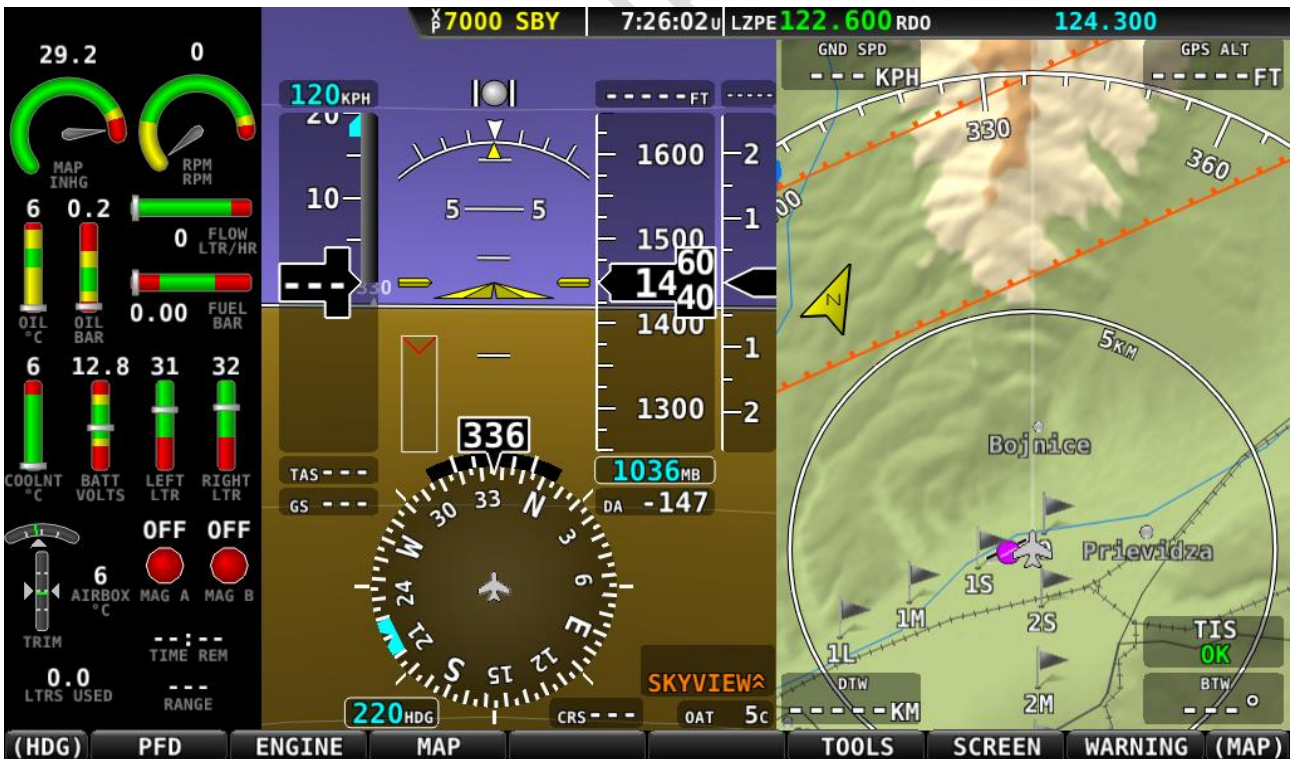 XP 7000 SBY
7:26:02U
LZPE 122.600 RDO
124.300
29.2
0
MAP
INHG
RPM
RPM
6
0.2
0
FLOW
LTR/HR
OIL
°C
OIL
BAR
0.00
FUEL
BAR
6
12.8
31
32
COOLNT
°C
BATT
VOLTS
LEFT
LTR
RIGHT
LTR
OFF
OFF
6
AIRBOX
°C
MAG A
MAG B
TRIM
--:--
TIME REM
0.0
LTRS USED
---
RANGE
120KPH
-----FT
-----
20
10
---
330
5
5
1600
1500
14
60
40
1400
1300
2
1
1
2
336
TAS---
GS ---
1036MB
DA -147
33
N
3
6
E
12
15
S
21
24
W
30
220HDG
CRS---
SKYVIEW
OAT 5C
GND SPD
--- KPH
GPS ALT
-----FT
330
360
00
N
5KM
Bojnice
Prievidza
1S
1M
1L
2S
2M
TIS
OK
DTW
-----KM
BTW
---°
(HDG)
PFD
ENGINE
MAP
TOOLS
SCREEN
WARNING
(MAP)